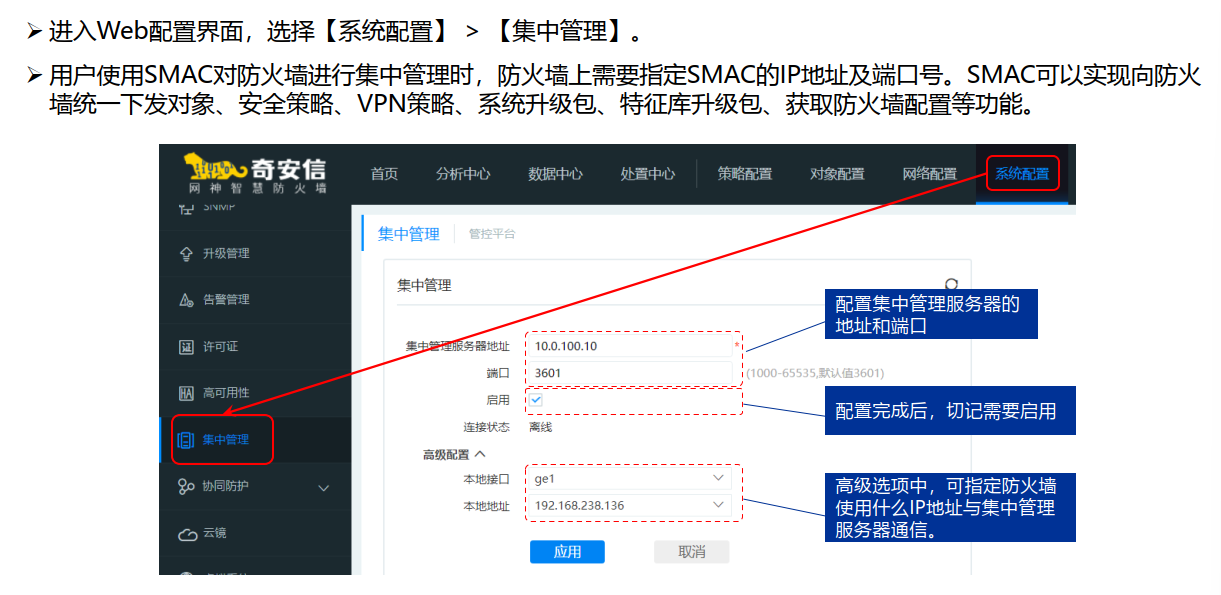 ➢ 进入Web配置界面，选择【系统配置】 > 【集中管理】。
➢ 用户使用SMAC对防火墙进行集中管理时，防火墙上需要指定SMAC的IP地址及端口号。SMAC可以实现向防火
墙统一下发对象、安全策略、VPN策略、系统升级包、特征库升级包、获取防火墙配置等功能。
奇安信
网神智慧防火墙
首页 分析中心 数据中心 处置中心 策略配置 对象配置 网络配置 系统配置
SNMP
升级管理
告警管理
许可证
HA 高可用性
集中管理
协同防护
云镜
集中管理 管控平台
集中管理
集中管理服务器地址 10.0.100.10 *
端口 3601 (1000-65535,默认值3601)
启用
连接状态 离线
高级配置
本地接口 ge1
本地地址 192.168.238.136
应用 取消
配置集中管理服务器的
地址和端口
配置完成后，切记需要启用
高级选项中，可指定防火墙
使用什么IP地址与集中管理
服务器通信。